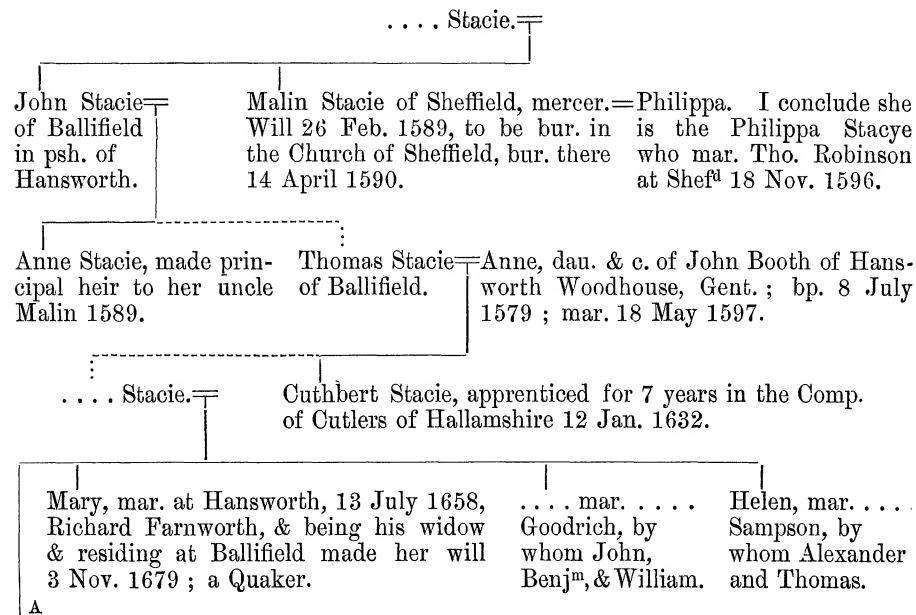 . . . . Stacie.
John Stacie=
of Ballifield
in psh. of
Hansworth.
Malin Stacie of Sheffield, mercer.=
Will 26 Feb. 1589, to be bur. in
the Church of Sheffield, bur. there
14 April 1590.
Philippa. I conclude she
is the Philippa Stacye
who mar. Tho. Robinson
at Shefd 18 Nov. 1596.
Anne Stacie, made prin-
cipal heir to her uncle
Malin 1589.
Thomas Stacie=
of Ballifield.
Anne, dau. & c. of John Booth of Hans-
worth Woodhouse, Gent. ; bp. 8 July
1579 ; mar. 18 May 1597.
. . . . Stacie.
Cuthbert Stacie, apprenticed for 7 years in the Comp.
of Cutlers of Hallamshire 12 Jan. 1632.
Mary, mar. at Hansworth, 13 July 1658,
Richard Farnworth, & being his widow
& residing at Ballifield made her will
3 Nov. 1679 ; a Quaker.
. . . . mar. . . . . .
Goodrich, by
whom John,
Benjm, & William.
Helen, mar. . . . .
Sampson, by
whom Alexander
and Thomas.
A